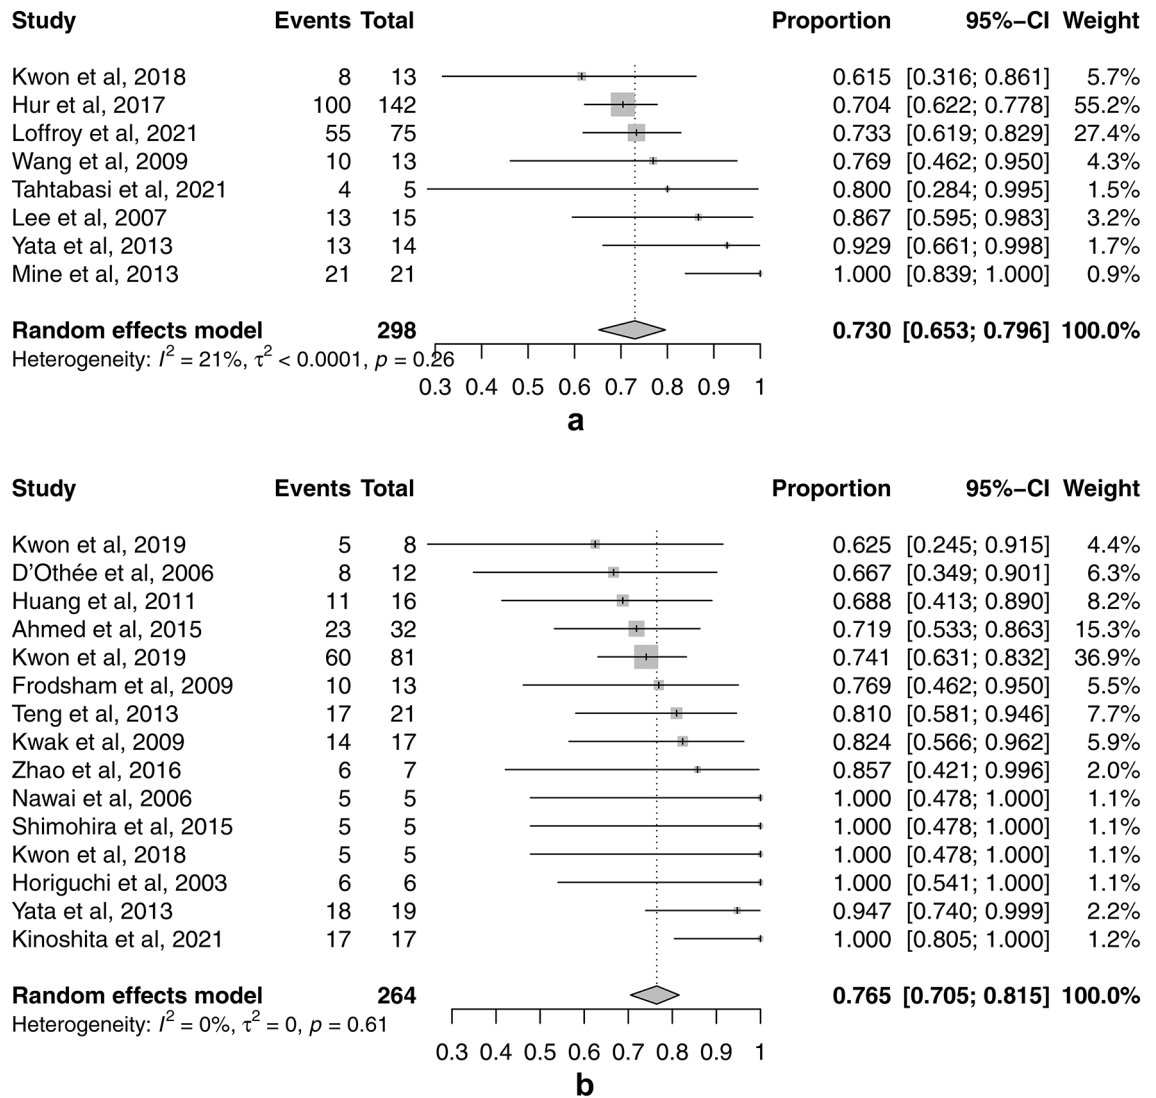 Study Events Total Proportion 95%−CI Weight
Kwon et al, 2018 8 13 0.615 [0.316; 0.861] 5.7%
Hur et al, 2017 100 142 0.704 [0.622; 0.778] 55.2%
Loffroy et al, 2021 55 75 0.733 [0.619; 0.829] 27.4%
Wang et al, 2009 10 13 0.769 [0.462; 0.950] 4.3%
Tahtabasi et al, 2021 4 5 0.800 [0.284; 0.995] 1.5%
Lee et al, 2007 13 15 0.867 [0.595; 0.983] 3.2%
Yata et al, 2013 13 14 0.929 [0.661; 0.998] 1.7%
Mine et al, 2013 21 21 1.000 [0.839; 1.000] 0.9%
Random effects model 298 0.730 [0.653; 0.796] 100.0%
Heterogeneity: I² = 21%, τ² < 0.0001, p = 0.26
0.3 0.4 0.5 0.6 0.7 0.8 0.9 1
a
Study Events Total Proportion 95%−CI Weight
Kwon et al, 2019 5 8 0.625 [0.245; 0.915] 4.4%
D'Othée et al, 2006 8 12 0.667 [0.349; 0.901] 6.3%
Huang et al, 2011 11 16 0.688 [0.413; 0.890] 8.2%
Ahmed et al, 2015 23 32 0.719 [0.533; 0.863] 15.3%
Kwon et al, 2019 60 81 0.741 [0.631; 0.832] 36.9%
Frodsham et al, 2009 10 13 0.769 [0.462; 0.950] 5.5%
Teng et al, 2013 17 21 0.810 [0.581; 0.946] 7.7%
Kwak et al, 2009 14 17 0.824 [0.566; 0.962] 5.9%
Zhao et al, 2016 6 7 0.857 [0.421; 0.996] 2.0%
Nawai et al, 2006 5 5 1.000 [0.478; 1.000] 1.1%
Shimohira et al, 2015 5 5 1.000 [0.478; 1.000] 1.1%
Kwon et al, 2018 5 5 1.000 [0.478; 1.000] 1.1%
Horiguchi et al, 2003 6 6 1.000 [0.541; 1.000] 1.1%
Yata et al, 2013 18 19 0.947 [0.740; 0.999] 2.2%
Kinoshita et al, 2021 17 17 1.000 [0.805; 1.000] 1.2%
Random effects model 264 0.765 [0.705; 0.815] 100.0%
Heterogeneity: I² = 0%, τ² = 0, p = 0.61
0.3 0.4 0.5 0.6 0.7 0.8 0.9 1
b